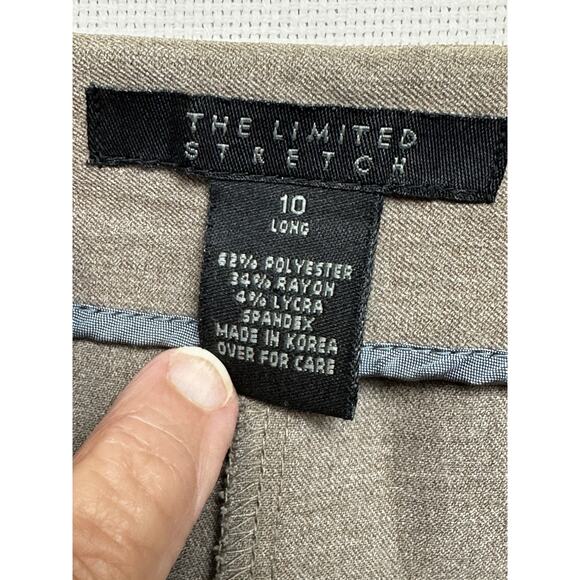 THE LIMITED
STRETCH
10
LONG
62% POLYESTER
34% RAYON
4% LYCRA
SPANDEX
MADE IN KOREA
OVER FOR CARE